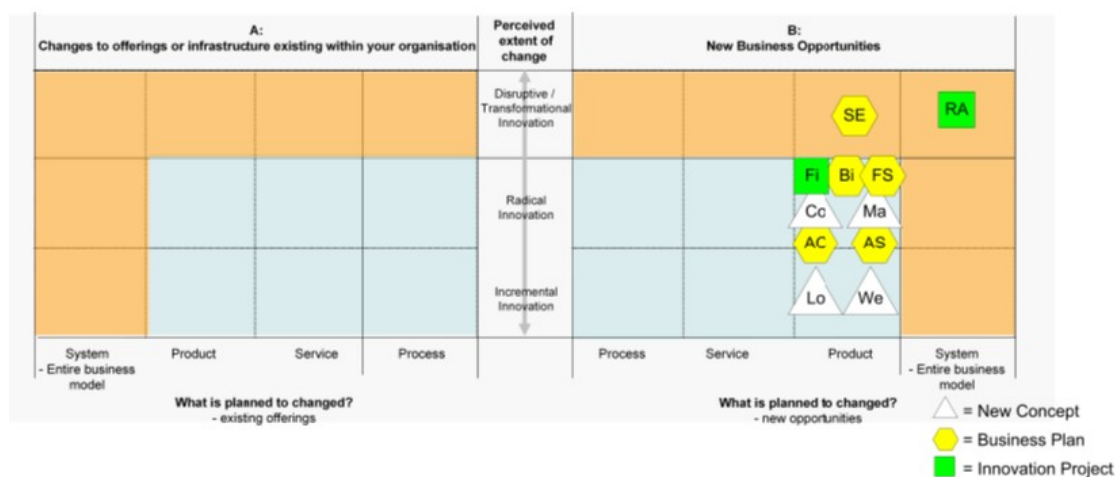 A:
Changes to offerings or infrastructure existing within your organisation
Perceived
extent of
change
B:
New Business Opportunities
Disruptive /
Transformational
Innovation
SE
RA
Fi
Bi
FS
Radical
Innovation
Co
Ma
AC
AS
Incremental
Innovation
Lo
We
System
- Entire business
model
Product
Service
Process
Process
Service
Product
System
- Entire business
model
What is planned to changed?
- existing offerings
What is planned to changed?
- new opportunities
= New Concept
= Business Plan
= Innovation Project